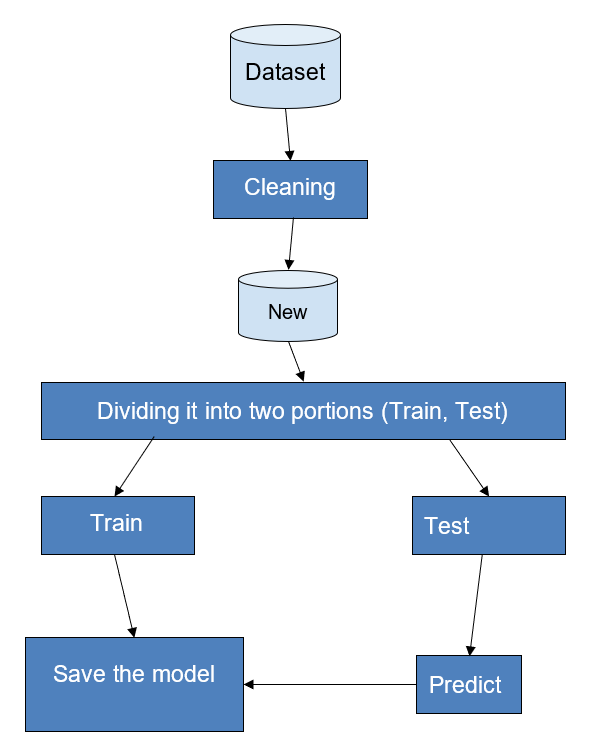 Dataset
Cleaning
New
Dividing it into two portions (Train, Test)
Train
Test
Save the model
Predict